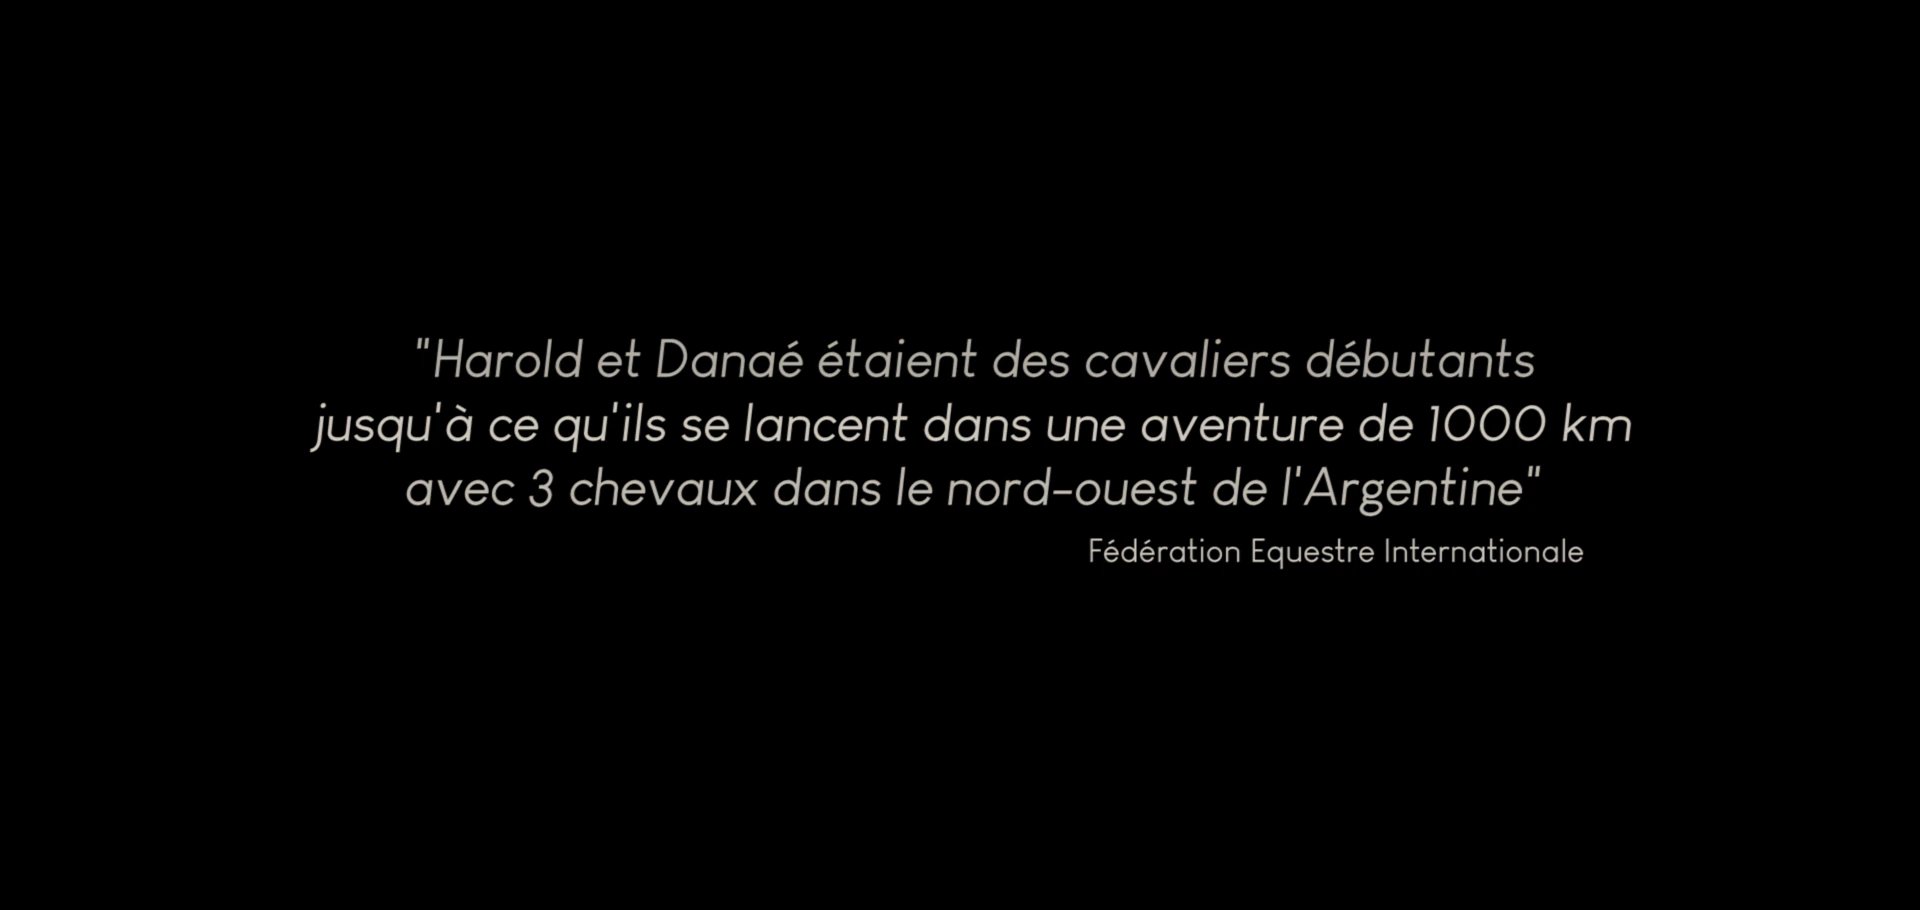 "Harold et Danaé étaient des cavaliers débutants
jusqu'à ce qu'ils se lancent dans une aventure de 1000 km
avec 3 chevaux dans le nord-ouest de l'Argentine"
Fédération Equestre Internationale